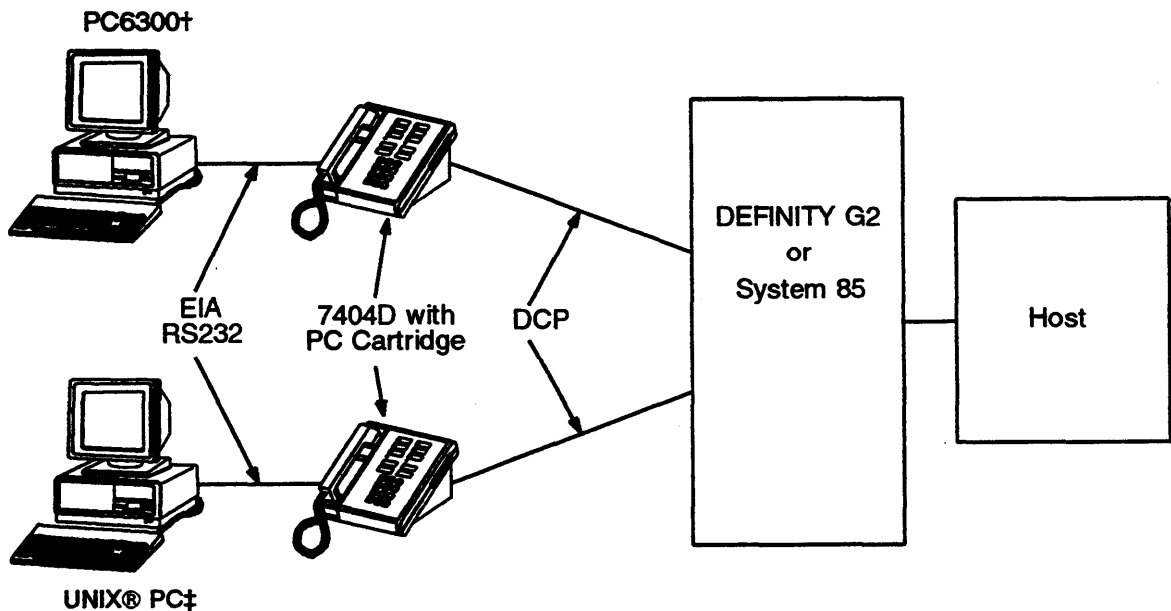 PC6300†
DEFINITY G2
or
System 85
Host
EIA
RS232
7404D with
PC Cartridge
DCP
UNIX® PC‡